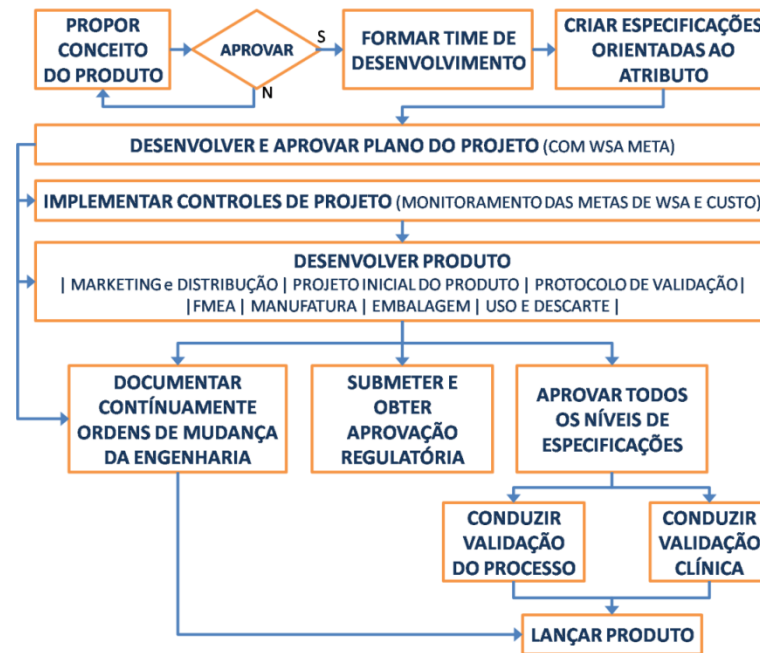 PROPOR
CONCEITO
DO PRODUTO
APROVAR
S
N
FORMAR TIME DE
DESENVOLVIMENTO
CRIAR ESPECIFICAÇÕES
ORIENTADAS AO
ATRIBUTO
DESENVOLVER E APROVAR PLANO DO PROJETO (COM WSA META)
IMPLEMENTAR CONTROLES DE PROJETO (MONITORAMENTO DAS METAS DE WSA E CUSTO)
DESENVOLVER PRODUTO
| MARKETING e DISTRIBUÇÃO | PROJETO INICIAL DO PRODUTO | PROTOCOLO DE VALIDAÇÃO|
|FMEA | MANUFATURA | EMBALAGEM | USO E DESCARTE |
DOCUMENTAR
CONTÍNUAMENTE
ORDENS DE MUDANÇA
DA ENGENHARIA
SUBMETER E
OBTER
APROVAÇÃO
REGULATÓRIA
APROVAR TODOS
OS NÍVEIS DE
ESPECIFICAÇÕES
CONDUZIR
VALIDAÇÃO
DO PROCESSO
CONDUZIR
VALIDAÇÃO
CLÍNICA
LANÇAR PRODUTO